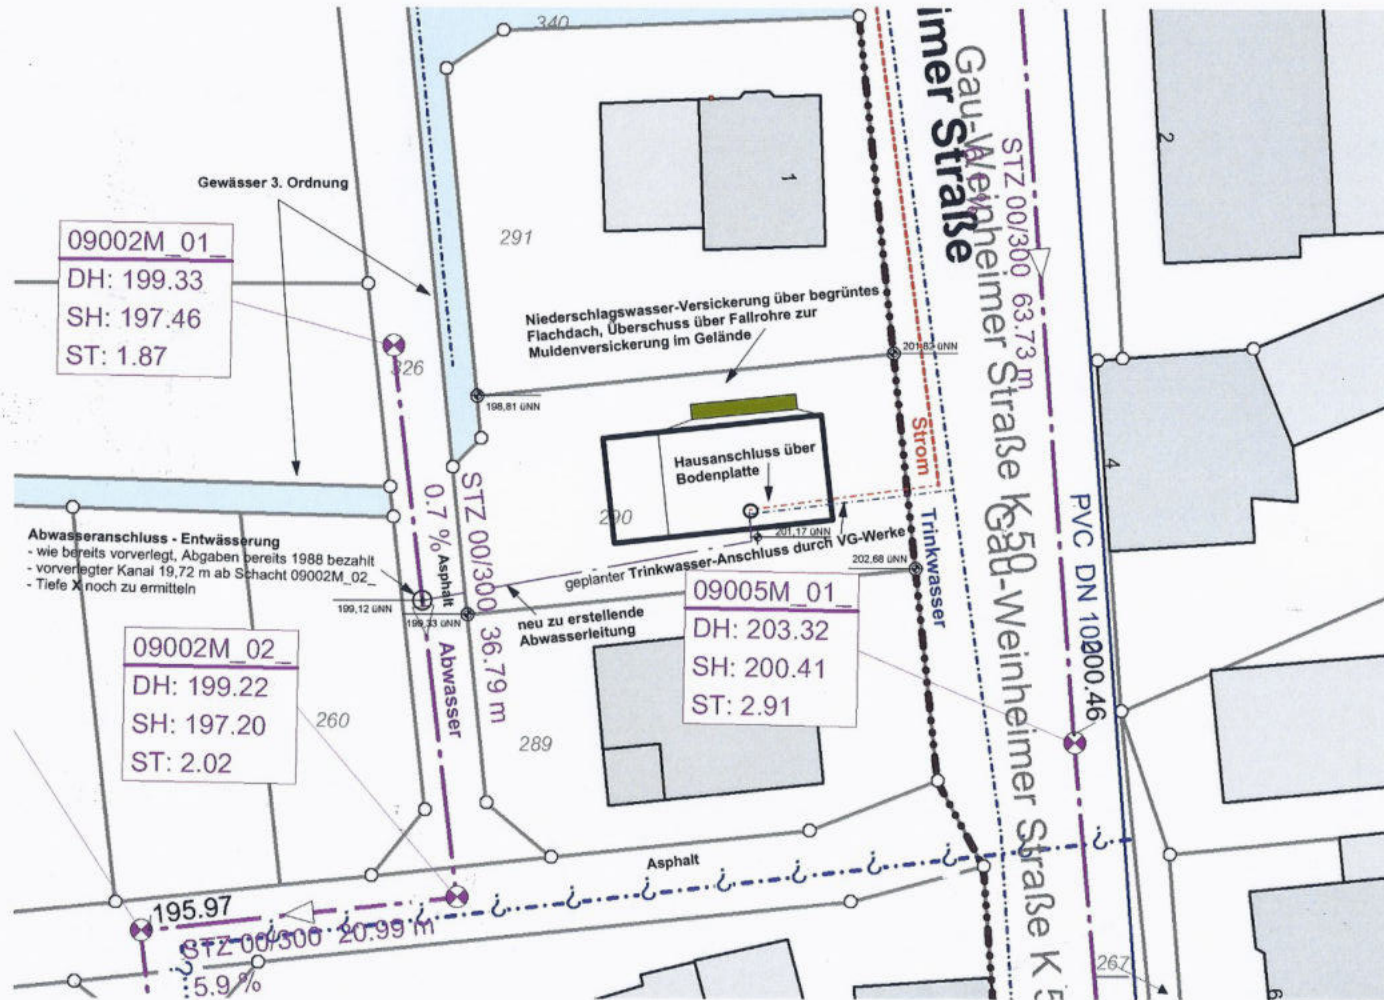 340
imer Straße
Gau-Weinheimer Straße K 50
STZ 00/300 63.73 m
2
1
Gewässer 3. Ordnung
291
09002M_01_
DH: 199.33
SH: 197.46
ST: 1.87
326
Niederschlagswasser-Versickerung über begrüntes
Flachdach, Überschuss über Fallrohre zur
Muldenversickerung im Gelände
201,82 üNN
198,81 üNN
Strom
Hausanschluss über
Bodenplatte
4
290
201,17 üNN
STZ 00/300 36.79 m
0.7 %
Asphalt
Abwasseranschluss - Entwässerung
- wie bereits vorverlegt, Abgaben bereits 1988 bezahlt
- vorverlegter Kanal 19,72 m ab Schacht 09002M_02_
- Tiefe X noch zu ermitteln
geplanter Trinkwasser-Anschluss durch VG-Werke
202,68 üNN
Trinkwasser
PVC DN 100
200.46
Gau-Weinheimer Straße K 5
199,12 üNN
199,33 üNN
neu zu erstellende
Abwasserleitung
09005M_01_
DH: 203.32
SH: 200.41
ST: 2.91
09002M_02_
DH: 199.22
SH: 197.20
ST: 2.02
Abwasser
260
289
Asphalt
195.97
STZ 00/300 20.99 m
5.9 %
267
6